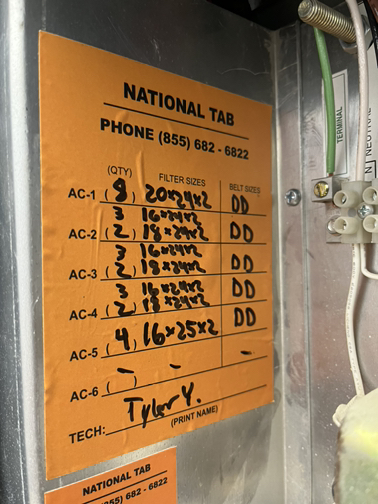 NATIONAL TAB
PHONE (855) 682 - 6822
(QTY) FILTER SIZES BELT SIZES
AC-1 (8) 20x24x2 DD
3 16x24x2
AC-2 (2) 18x24x2 DD
3 16x24x2
AC-3 (2) 18x24x2 DD
3 16x24x2
AC-4 (2) 18x24x2 DD
AC-5 (4) 16x25x2 DD
AC-6 (-) - -
Tyler Y.
TECH: (PRINT NAME)
NATIONAL TAB
(855) 682 - 6822
TERMINAL
N NEUTRAL